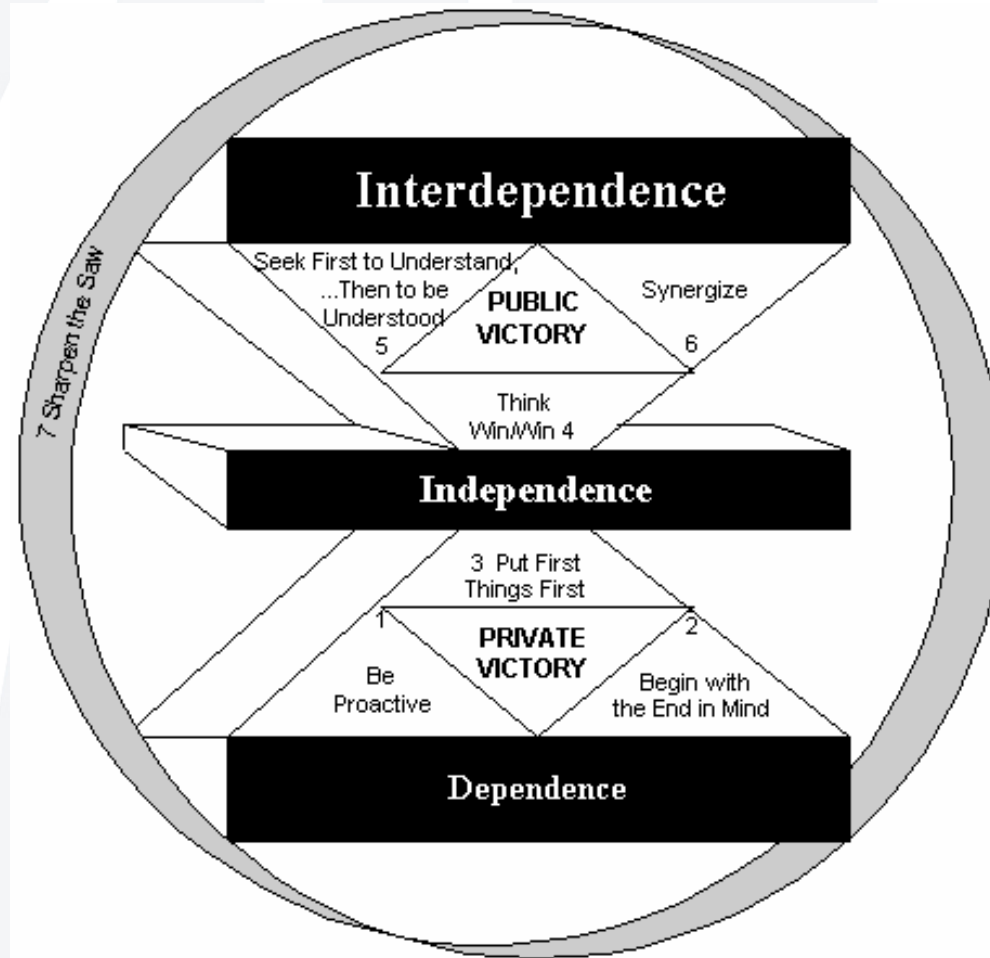 Interdependence
Seek First to Understand,
...Then to be
Understood
5
PUBLIC
VICTORY
Synergize
6
Think
Win/Win 4
7 Sharpen the Saw
Independence
3 Put First
Things First
1
2
PRIVATE
VICTORY
Be
Proactive
Begin with
the End in Mind
Dependence